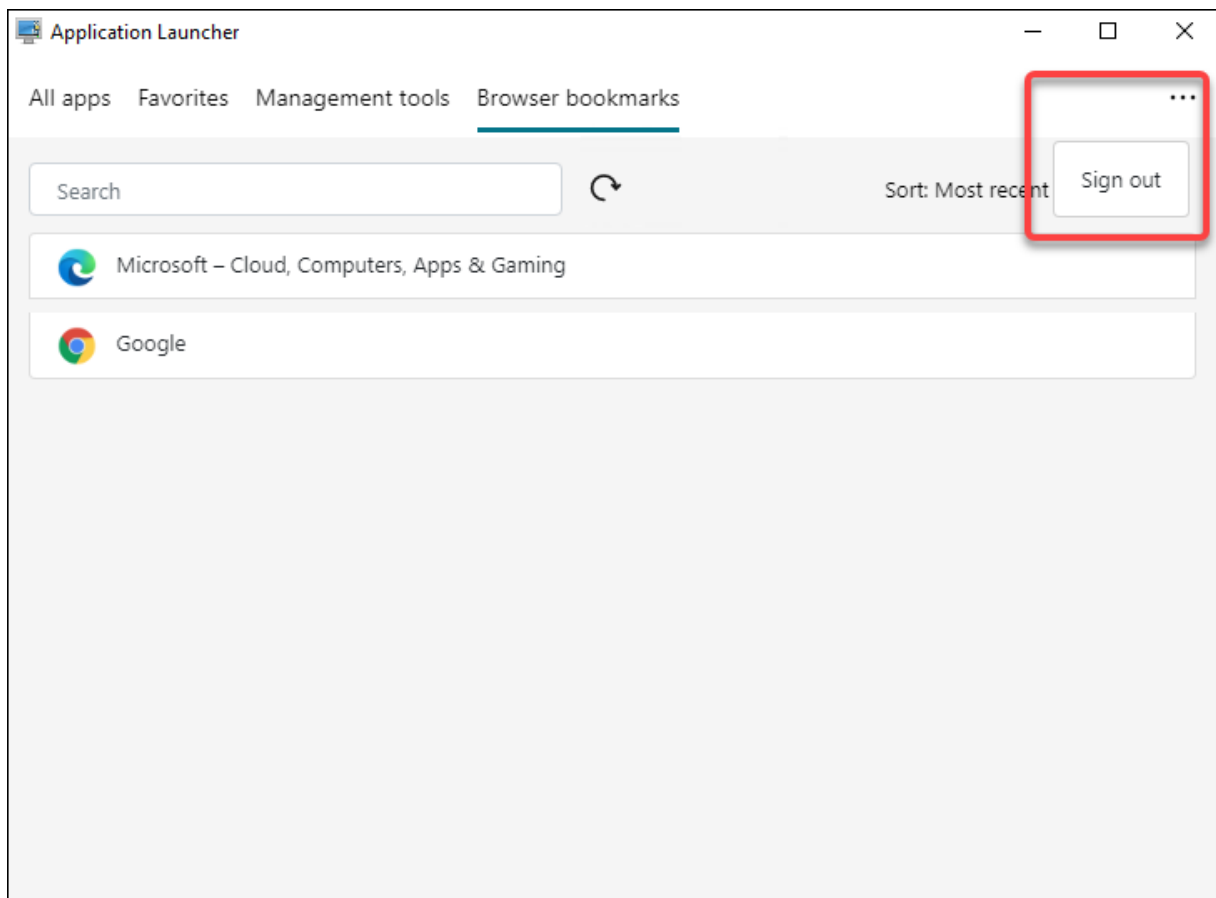 Application Launcher
All apps Favorites Management tools Browser bookmarks ...
Sign out
Search Sort: Most recent
Microsoft – Cloud, Computers, Apps & Gaming
Google